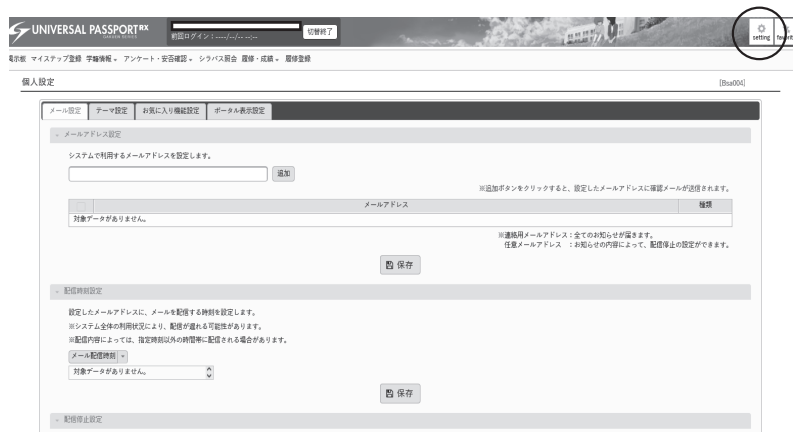 UNIVERSAL PASSPORT RX
前回ログイン：----/--/-- --:--
切替終了
setting
掲示板 マイステップ登録 学籍情報 アンケート・安否確認 シラバス照会 履修・成績 履修登録
個人設定
[Bsa004]
メール設定 テーマ設定 お気に入り機能設定 ポータル表示設定
メールアドレス設定
システムで利用するメールアドレスを設定します。
追加
※追加ボタンをクリックすると、設定したメールアドレスに確認メールが送信されます。
メールアドレス 種類
対象データがありません。
※連絡用メールアドレス：全てのお知らせが届きます。
任意メールアドレス ：お知らせの内容によって、配信停止の設定ができます。
保存
配信時刻設定
設定したメールアドレスに、メールを配信する時刻を設定します。
※システム全体の利用状況により、配信が遅れる可能性があります。
※配信内容によっては、指定時刻以外の時間帯に配信される場合があります。
メール配信時刻
対象データがありません。
保存
配信停止設定